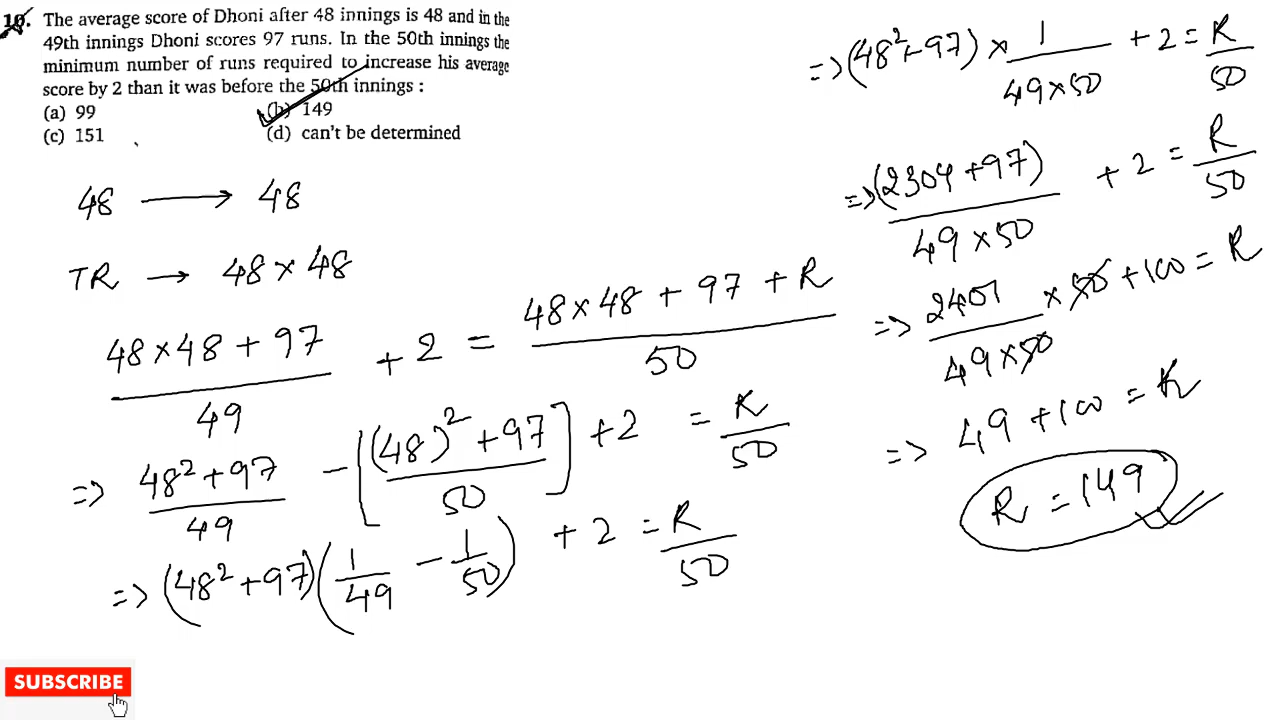 10. The average score of Dhoni after 48 innings is 48 and in the
49th innings Dhoni scores 97 runs. In the 50th innings the
minimum number of runs required to increase his average
score by 2 than it was before the 50th innings :
(a) 99 (b) 149
(c) 151 (d) can't be determined
48 ⟶ 48
TR → 48 × 48
(48 × 48 + 97)/49 + 2 = (48 × 48 + 97 + R)/50
=> (48² + 97)/49 - [((48)² + 97)/50] + 2 = R/50
=> (48² + 97)(1/49 - 1/50) + 2 = R/50
=> (48² + 97) × 1/(49 × 50) + 2 = R/50
=> (2304 + 97)/(49 × 50) + 2 = R/50
=> 2401/(49 × 50) × 50 + 100 = R
=> 49 + 100 = R
R = 149
SUBSCRIBE